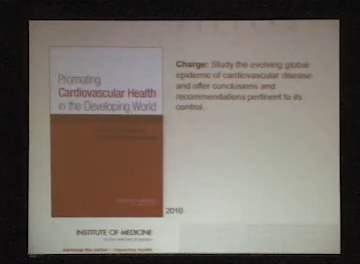 Promoting
Cardiovascular Health
in the Developing World
Charge: Study the evolving global
epidemic of cardiovascular disease
and offer conclusions and
recommendations pertinent to its
control.
2010
INSTITUTE OF MEDICINE